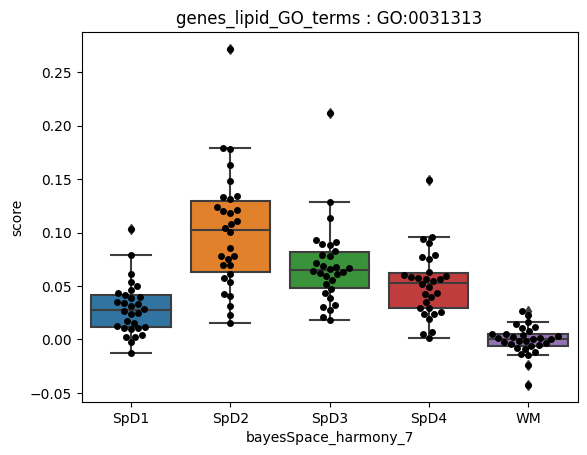 genes_lipid_GO_terms : GO:0031313
score
0.25
0.20
0.15
0.10
0.05
0.00
−0.05
SpD1 SpD2 SpD3 SpD4 WM
bayesSpace_harmony_7